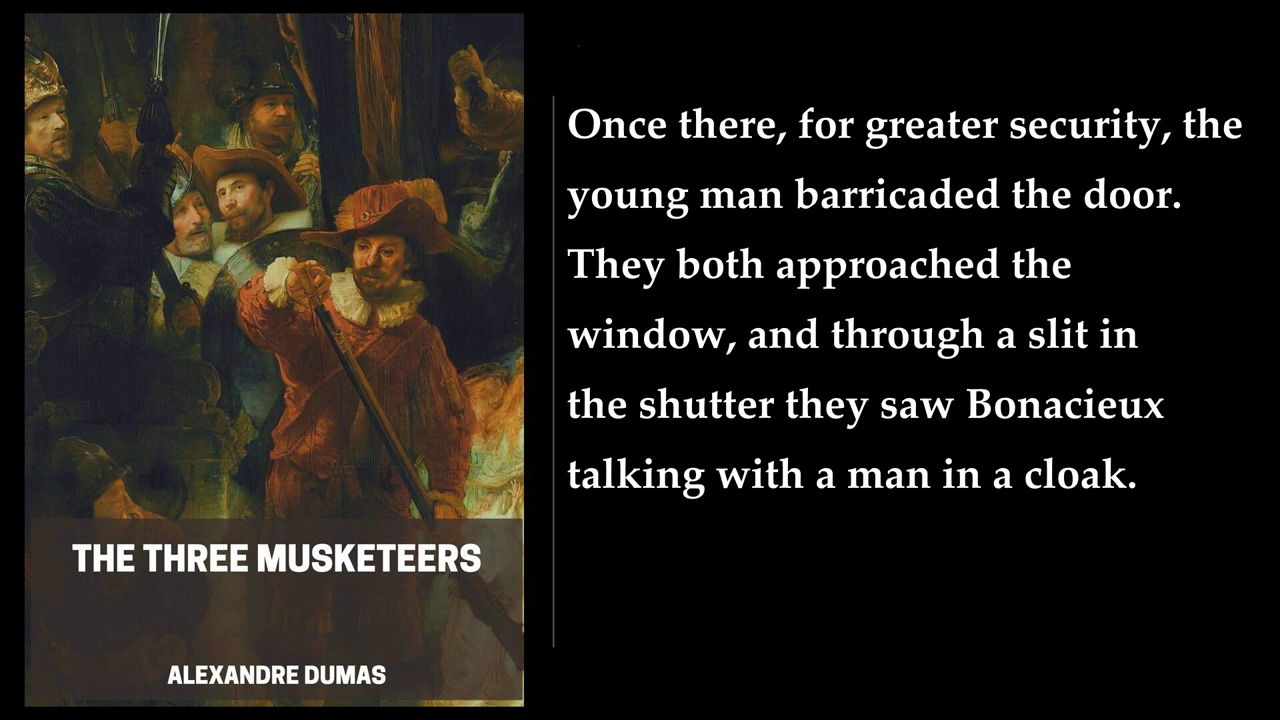 THE THREE MUSKETEERS
ALEXANDRE DUMAS
Once there, for greater security, the
young man barricaded the door.
They both approached the
window, and through a slit in
the shutter they saw Bonacieux
talking with a man in a cloak.